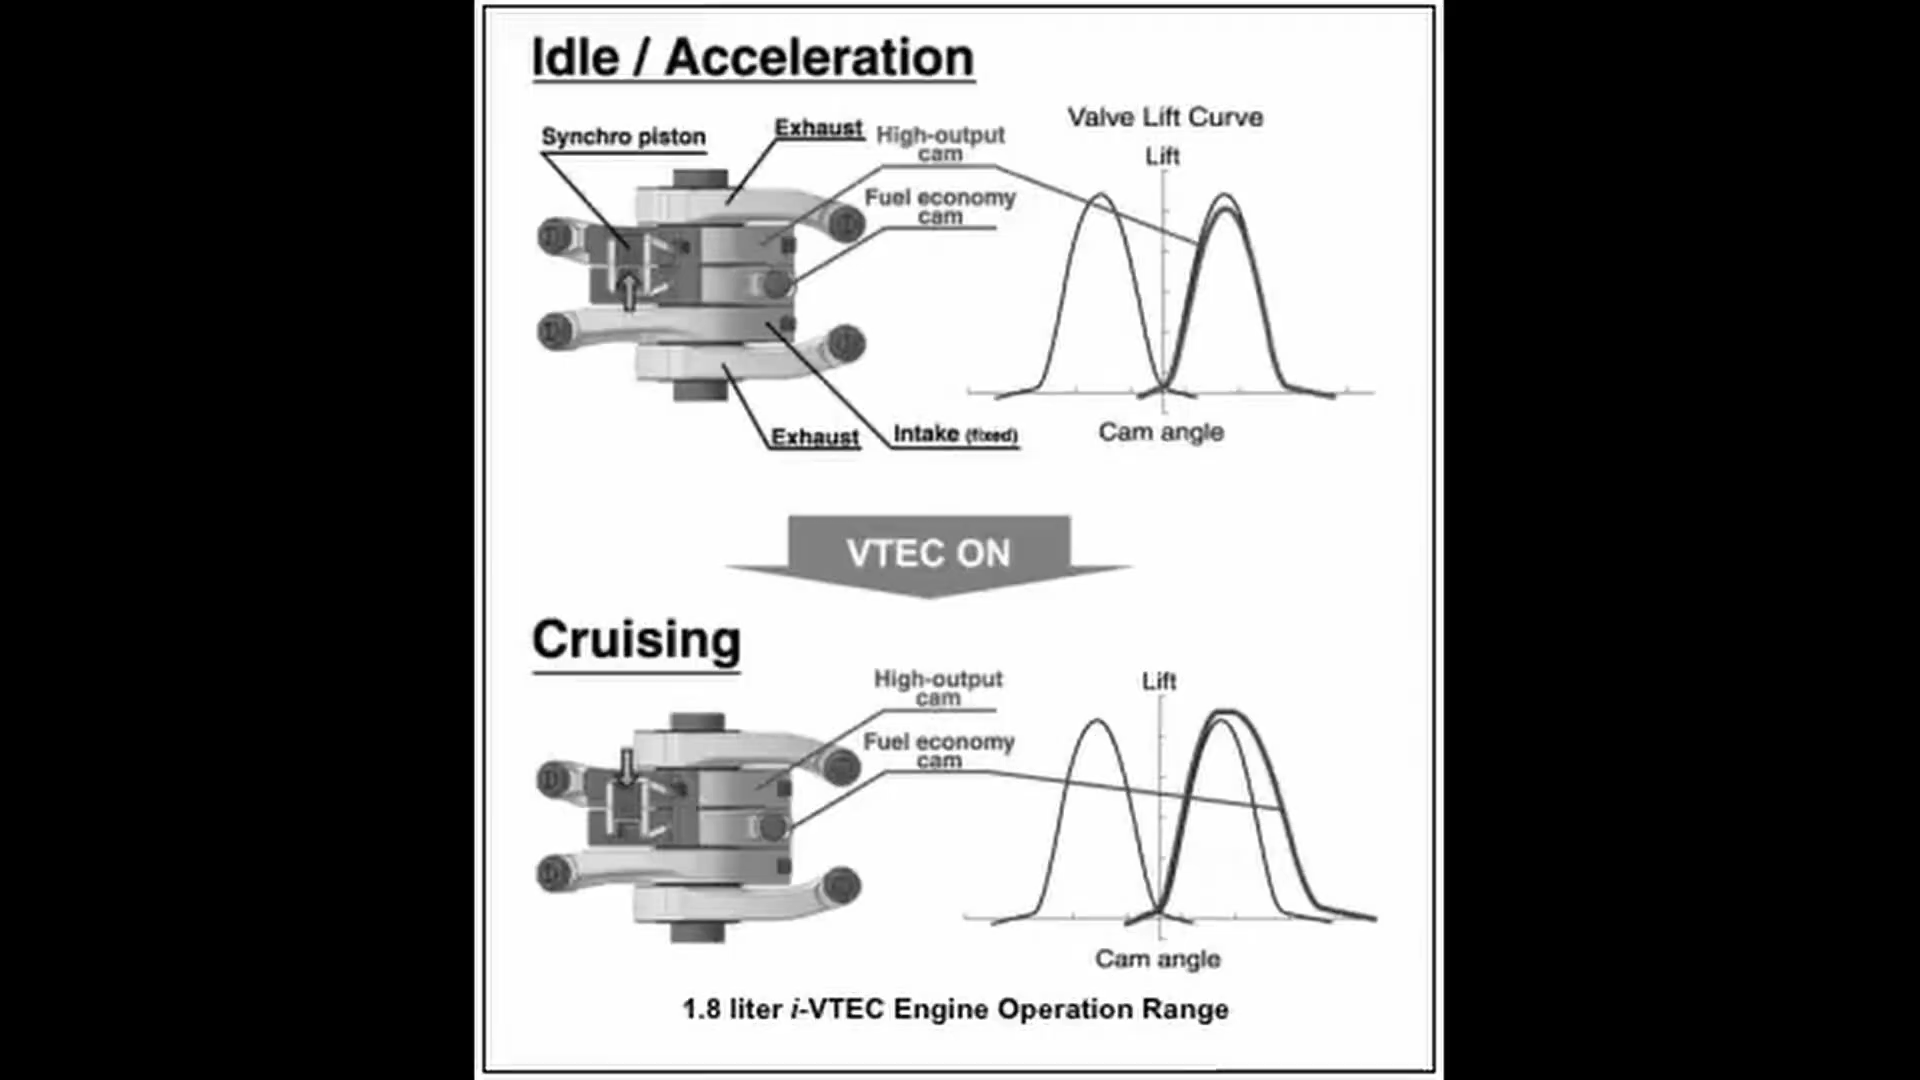 Idle / Acceleration
Synchro piston
Exhaust
High-output
cam
Fuel economy
cam
Valve Lift Curve
Lift
Cam angle
Exhaust
Intake (fixed)
VTEC ON
Cruising
High-output
cam
Fuel economy
cam
Lift
Cam angle
1.8 liter i-VTEC Engine Operation Range